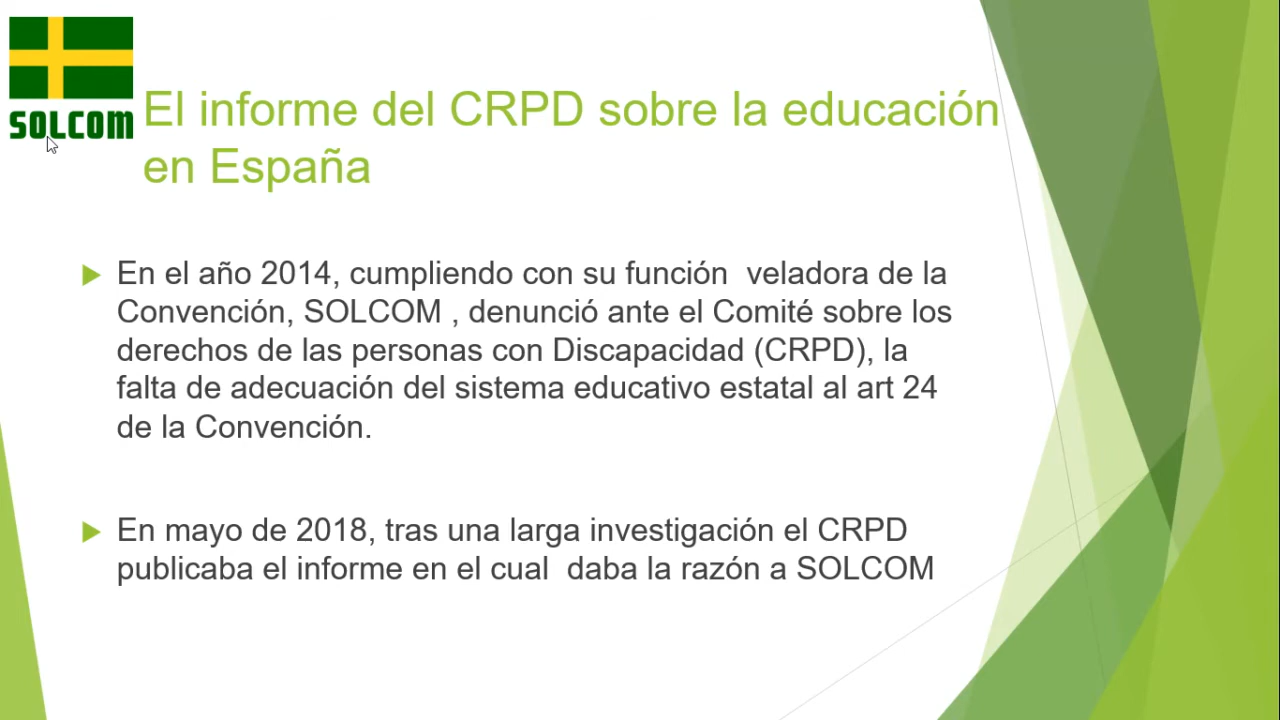 SOLCOM
El informe del CRPD sobre la educación
en España
En el año 2014, cumpliendo con su función  veladora de la
Convención, SOLCOM , denunció ante el Comité sobre los
derechos de las personas con Discapacidad (CRPD), la
falta de adecuación del sistema educativo estatal al art 24
de la Convención.
En mayo de 2018, tras una larga investigación el CRPD
publicaba el informe en el cual  daba la razón a SOLCOM